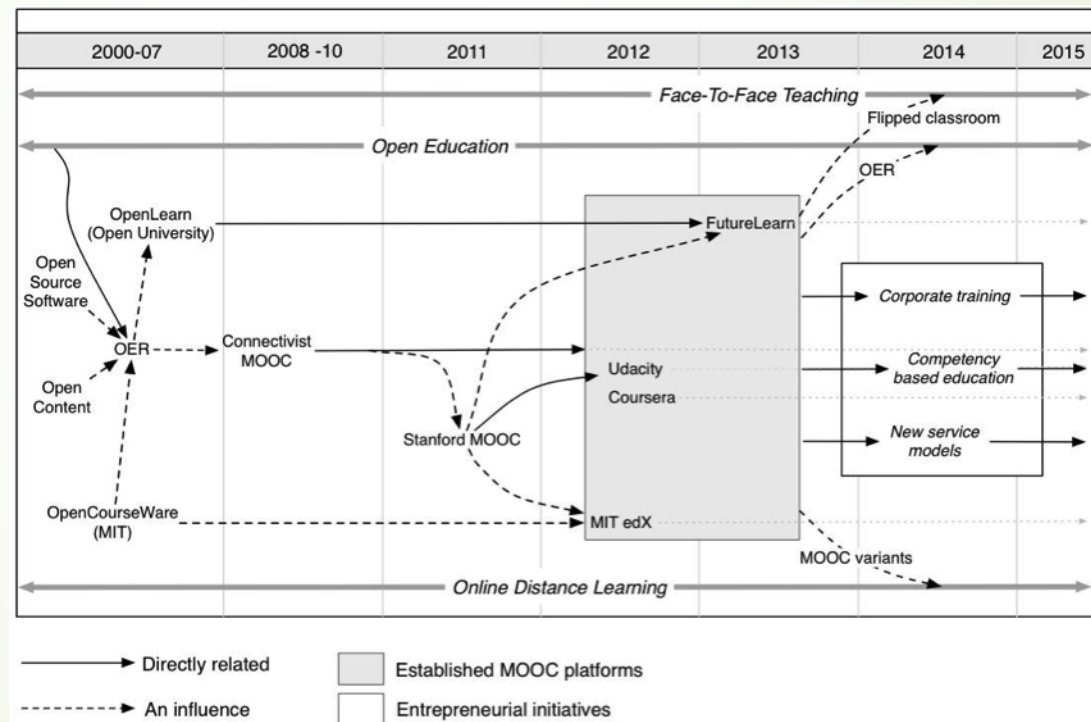 2000-07
2008 -10
2011
2012
2013
2014
2015
Face-To-Face Teaching
Flipped classroom
Open Education
OER
OpenLearn
(Open University)
FutureLearn
Open
Source
Software
Corporate training
OER
Connectivist
MOOC
Udacity
Competency
based education
Open
Content
Coursera
Stanford MOOC
New service
models
OpenCourseWare
(MIT)
MIT edX
MOOC variants
Online Distance Learning
Directly related
Established MOOC platforms
An influence
Entrepreneurial initiatives